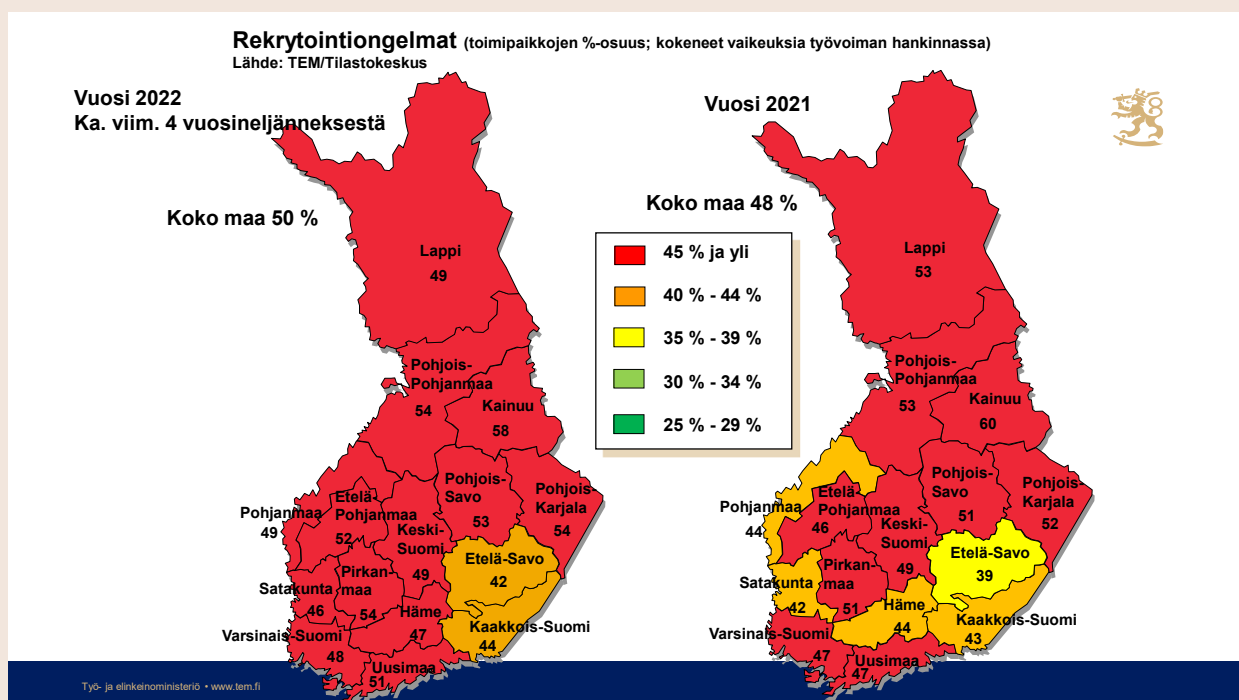 Rekrytointiongelmat (toimipaikkojen %-osuus; kokeneet vaikeuksia työvoiman hankinnassa)
Lähde: TEM/Tilastokeskus
Vuosi 2022
Ka. viim. 4 vuosineljänneksestä
Koko maa 50 %
Lappi
49
Pohjois-
Pohjanmaa
54
Kainuu
58
Pohjois-
Savo
53
Pohjois-
Karjala
54
Pohjanmaa
49
Etelä-
Pohjanmaa
52
Keski-
Suomi
49
Etelä-Savo
42
Satakunta
46
Pirkan-
maa
54
Häme
47
Kaakkois-Suomi
44
Varsinais-Suomi
48
Uusimaa
51
45 % ja yli
40 % - 44 %
35 % - 39 %
30 % - 34 %
25 % - 29 %
Vuosi 2021
Koko maa 48 %
Lappi
53
Pohjois-
Pohjanmaa
53
Kainuu
60
Pohjois-
Savo
51
Pohjois-
Karjala
52
Pohjanmaa
44
Etelä-
Pohjanmaa
46
Keski-
Suomi
49
Etelä-Savo
39
Satakunta
42
Pirkan-
maa
51
Häme
44
Kaakkois-Suomi
43
Varsinais-Suomi
47
Uusimaa
47
Työ- ja elinkeinoministeriö • www.tem.fi